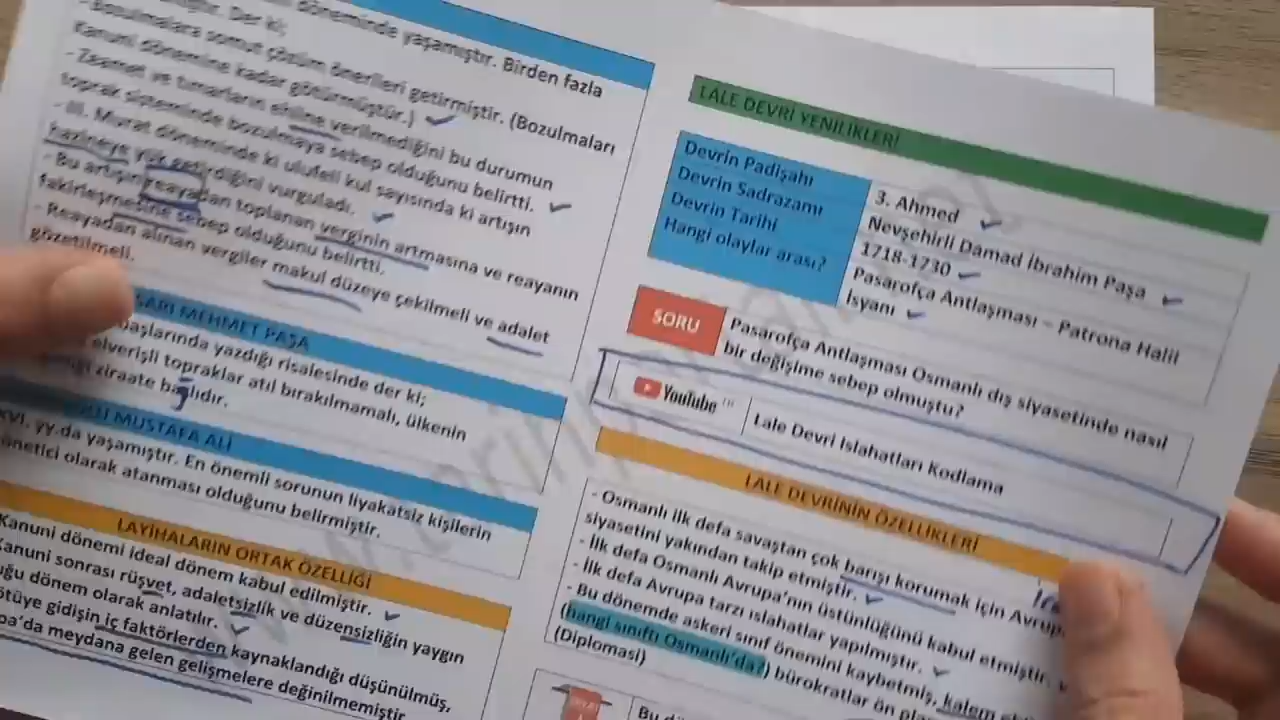 döneminde yaşamıştır. Birden fazla
Der ki;
- Bozulmalara somut çözüm önerileri getirmiştir. (Bozulmaları
Kanuni dönemine kadar götürmüştür.)
- Zeamet ve tımarların ehline verilmediğini bu durumun
toprak sisteminde bozulmaya sebep olduğunu belirtti.
- III. Murat döneminde ki ulufeli kul sayısında ki artışın
hazineye yük getirdiğini vurguladı.
- Bu artışın reayadan toplanan verginin artmasına ve reayanın
fakirleşmesine sebep olduğunu belirtti.
- Reayadan alınan vergiler makul düzeye çekilmeli ve adalet
gözetilmeli.
SARI MEHMET PAŞA
başlarında yazdığı risalesinde der ki;
elverişli topraklar atıl bırakılmamalı, ülkenin
ziraate bağlıdır.
MUSTAFA ALİ
XVI. yy.da yaşamıştır. En önemli sorunun liyakatsiz kişilerin
yönetici olarak atanması olduğunu belirmiştir.
LAYİHALARIN ORTAK ÖZELLİĞİ
Kanuni dönemi ideal dönem kabul edilmiştir.
Kanuni sonrası rüşvet, adaletsizlik ve düzensizliğin yaygın
dönem olarak anlatılır.
kötüye gidişin iç faktörlerden kaynaklandığı düşünülmüş,
meydana gelen gelişmelere değinilmemiştir
LALE DEVRİ YENİLİKLERİ
Devrin Padişahı 3. Ahmed
Devrin Sadrazamı Nevşehirli Damad İbrahim Paşa
Devrin Tarihi 1718-1730
Hangi olaylar arası? Pasarofça Antlaşması – Patrona Halil
İsyanı
SORU Pasarofça Antlaşması Osmanlı dış siyasetinde nasıl
bir değişime sebep olmuştu?
YouTube Lale Devri Islahatları Kodlama
LALE DEVRİNİN ÖZELLİKLERİ
- Osmanlı ilk defa savaştan çok barışı korumak için Avrupa
siyasetini yakından takip etmiştir.
- İlk defa Osmanlı Avrupa'nın üstünlüğünü kabul etmiştir.
- İlk defa Avrupa tarzı ıslahatlar yapılmıştır.
- Bu dönemde askeri sınıf önemini kaybetmiş, kalem
(hangi sınıftı Osmanlı'da?) bürokratlar ön
(Diplomasi)